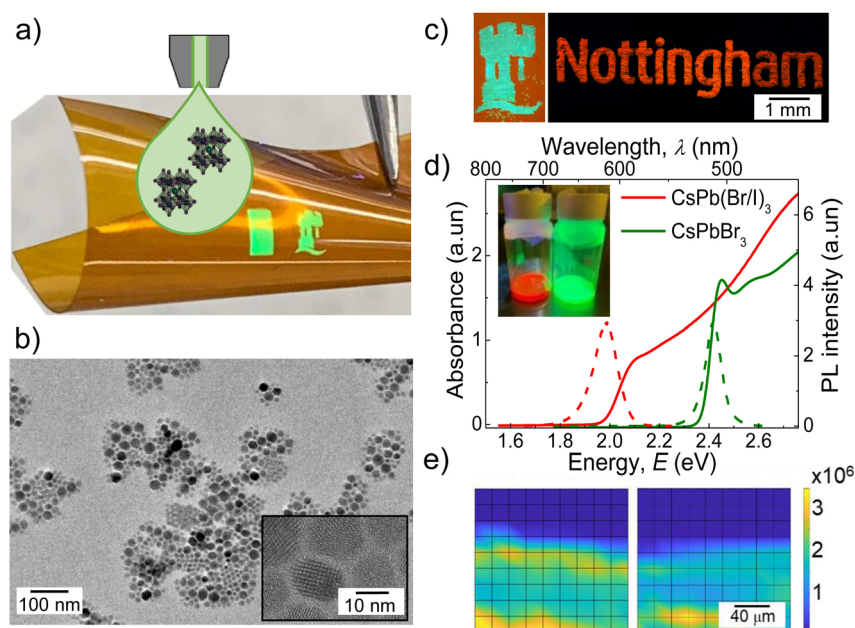 a)
c)
Nottingham
1 mm
b)
100 nm
10 nm
d)
Wavelength, λ (nm)
800 700 600 500
CsPb(Br/I)₃
CsPbBr₃
Absorbance (a.un)
2
1
0
PL intensity (a.un)
6
4
2
0
1.6 1.8 2.0 2.2 2.4 2.6
Energy, E (eV)
e)
x10⁶
3
2
1
40 μm